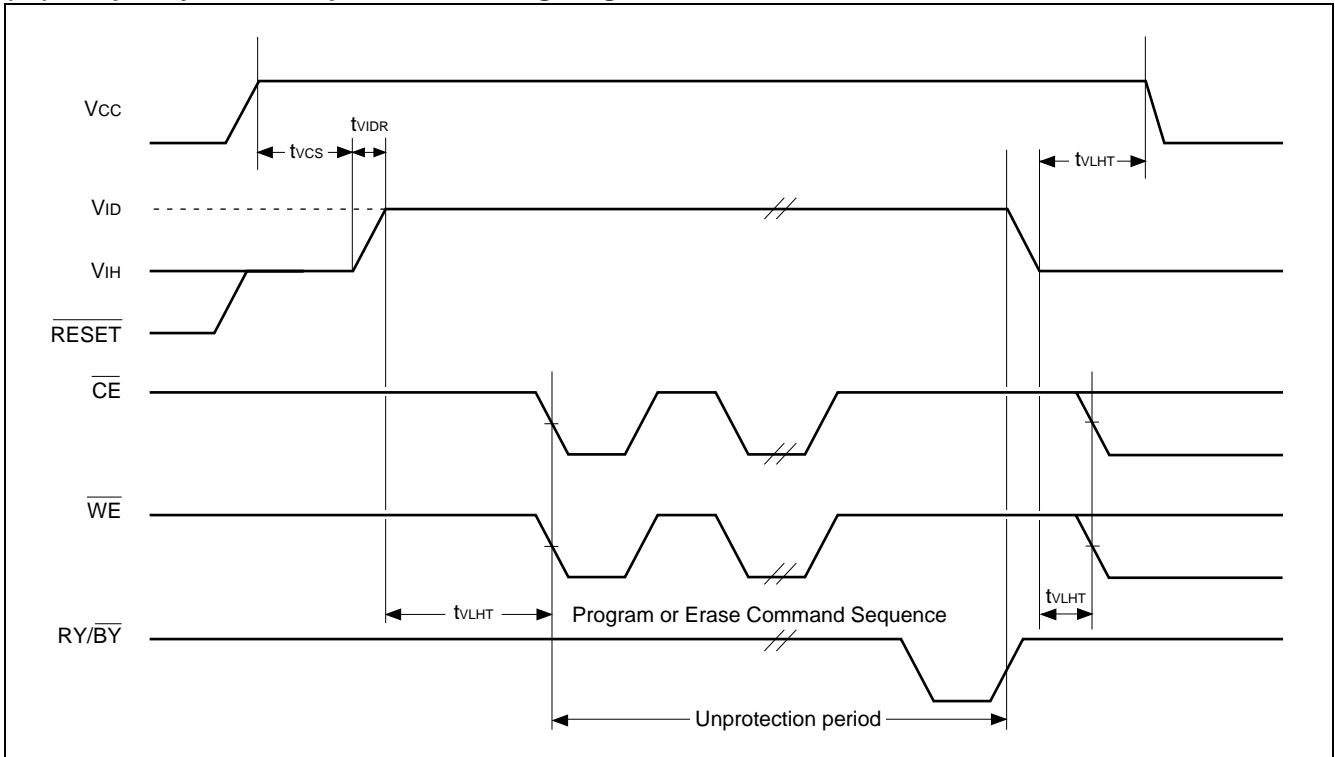 Vcc
tVIDR
tVCS
tVLHT
VID
VIH
RESET
CE
WE
tVLHT
Program or Erase Command Sequence
tVLHT
RY/BY
Unprotection period